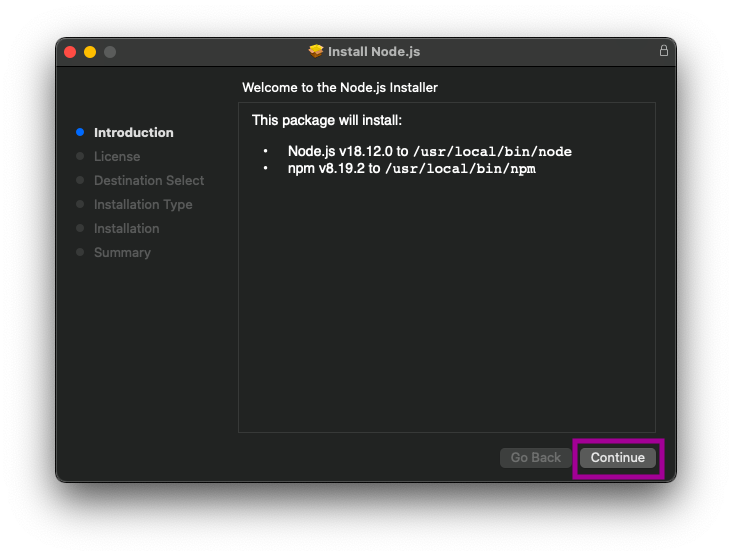 Install Node.js
Welcome to the Node.js Installer
Introduction
License
Destination Select
Installation Type
Installation
Summary
This package will install:
• Node.js v18.12.0 to /usr/local/bin/node
• npm v8.19.2 to /usr/local/bin/npm
Go Back
Continue